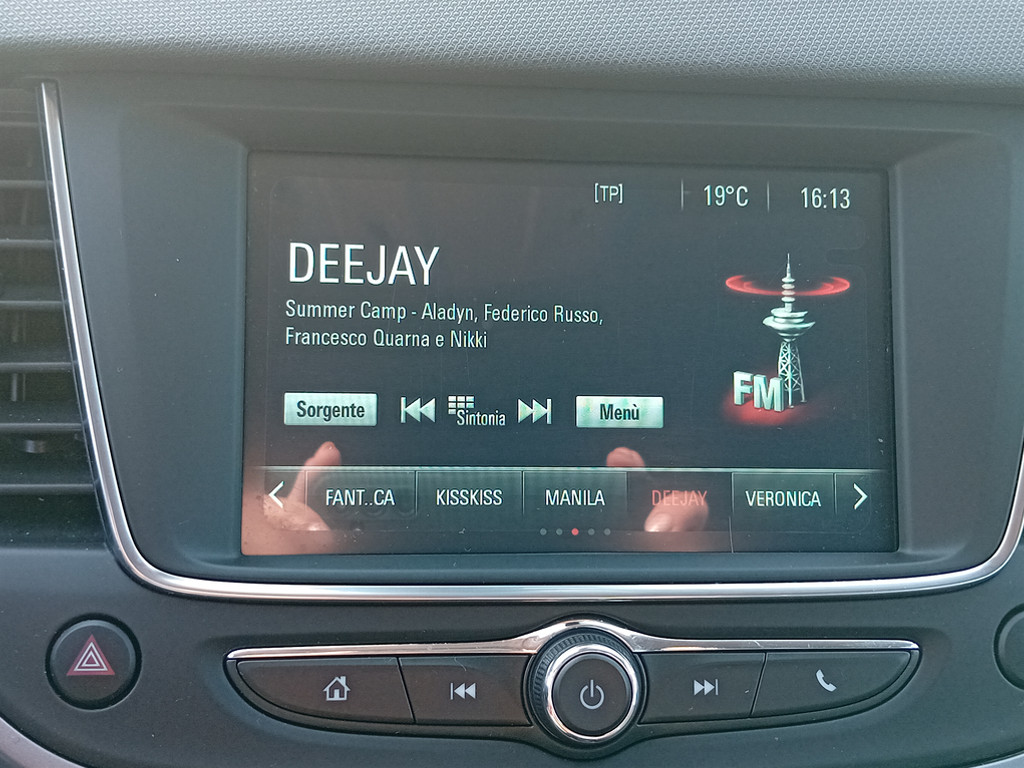 [TP] 19°C 16:13
DEEJAY
Summer Camp - Aladyn, Federico Russo,
Francesco Quarna e Nikki
FM
Sorgente Sintonia Menù
FANT..CA KISSKISS MANILA DEEJAY VERONICA